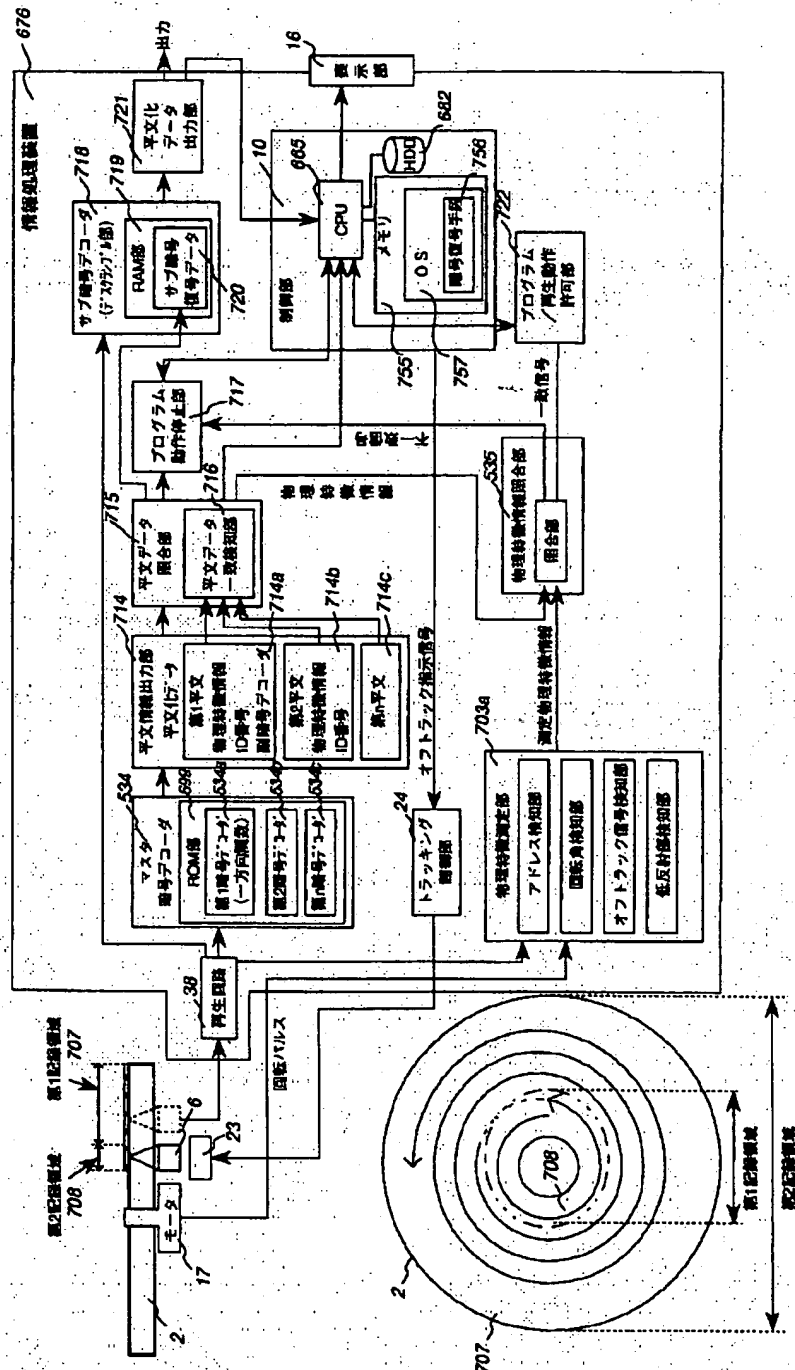 676
情報処理装置
出力
721
平文化
データ
出力部
16
表示部
718
サブ暗号デコーダ
(デスクランブル部)
719
RAM部
サブ暗号
復号データ
720
10
制御部
665
CPU
HDD
682
メモリ
OS
暗号復号手段
756
755
757
722
プログラム
/再生動作
許可部
プログラム
動作停止部
717
一致信号
715
平文データ
照合部
平文データ
一致検知部
716
物理特徴情報
535
物理特徴情報照合部
照合部
714
平文情報出力部
平文化データ
第1平文
物理特徴情報
ID番号
副暗号デコーダ
714a
第2平文
物理特徴情報
ID番号
714b
第n平文
714c
オフトラック指示信号
測定物理特徴情報
534
マスタ
暗号デコーダ
699
ROM部
第1暗号デコーダ
(一方向関数)
534a
第2暗号デコーダ
534b
第n暗号デコーダ
534c
24
トラッキング
制御部
703a
物理特徴測定部
アドレス検知部
回転角検知部
オフトラック信号検知部
低反射部検知部
38
再生回路
回転パルス
第1記録領域
707
第2記録領域
708
6
23
モータ
17
2
2
707
708
第1記録領域
第2記録領域